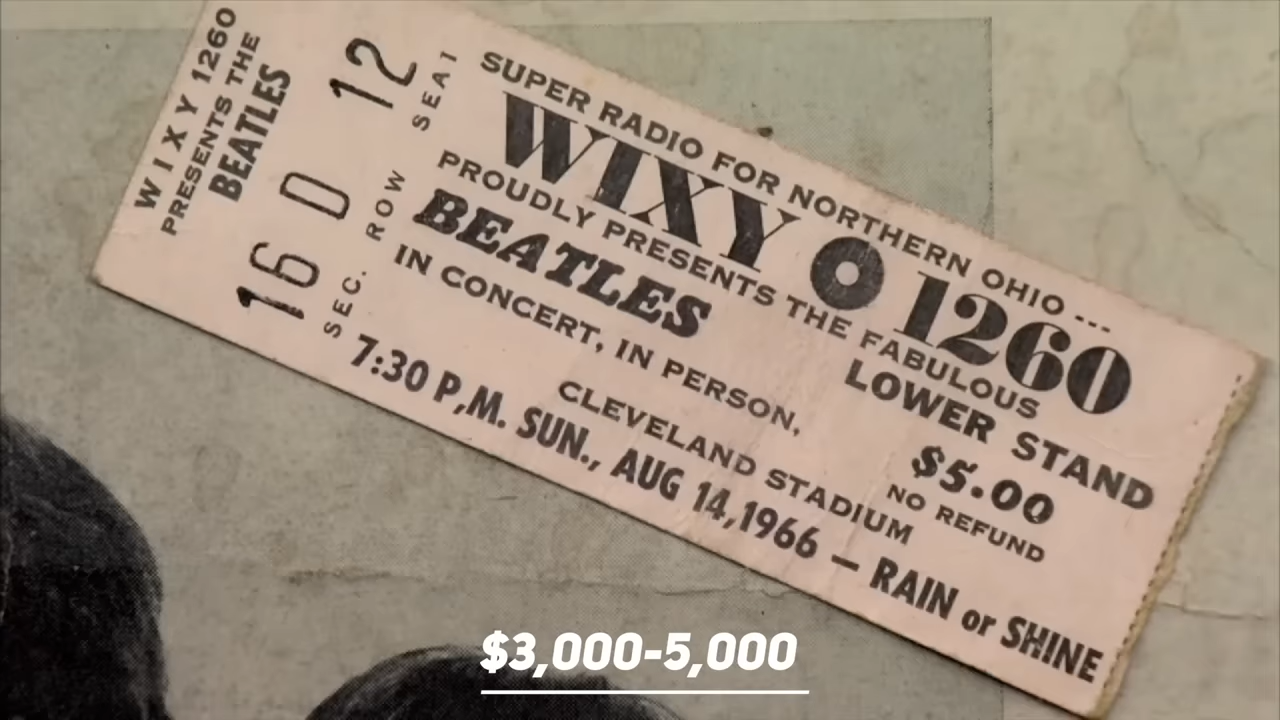 WIXY 1260
PRESENTS THE
BEATLES
16 D 12
SEC. ROW SEAT
SUPER RADIO FOR NORTHERN OHIO ---
WIXY O 1260
PROUDLY PRESENTS THE FABULOUS
BEATLES
LOWER STAND
IN CONCERT, IN PERSON,
$5.00
CLEVELAND STADIUM
NO REFUND
7:30 P,M. SUN., AUG 14,1966 — RAIN or SHINE
$3,000-5,000